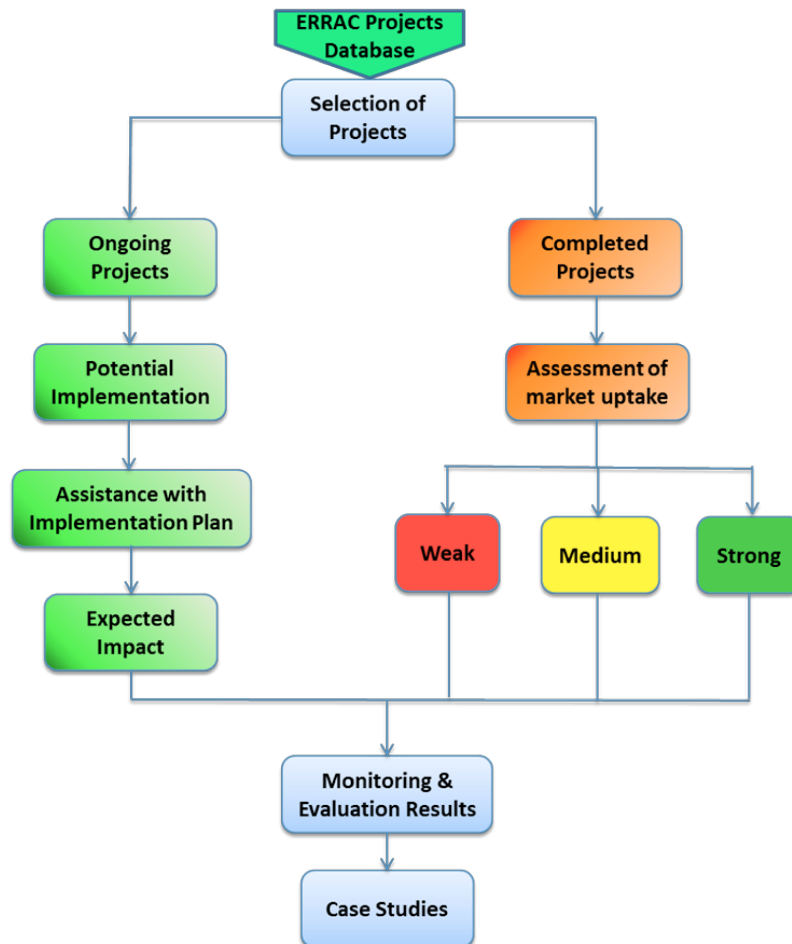 ERRAC Projects
Database
Selection of
Projects
Ongoing
Projects
Completed
Projects
Potential
Implementation
Assessment of
market uptake
Assistance with
Implementation Plan
Weak
Medium
Strong
Expected
Impact
Monitoring &
Evaluation Results
Case Studies